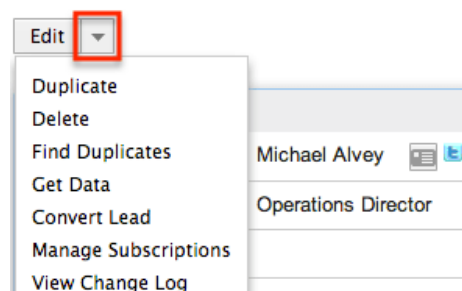 Edit
Duplicate
Delete
Find Duplicates
Michael Alvey
Get Data
Operations Director
Convert Lead
Manage Subscriptions
View Change Log